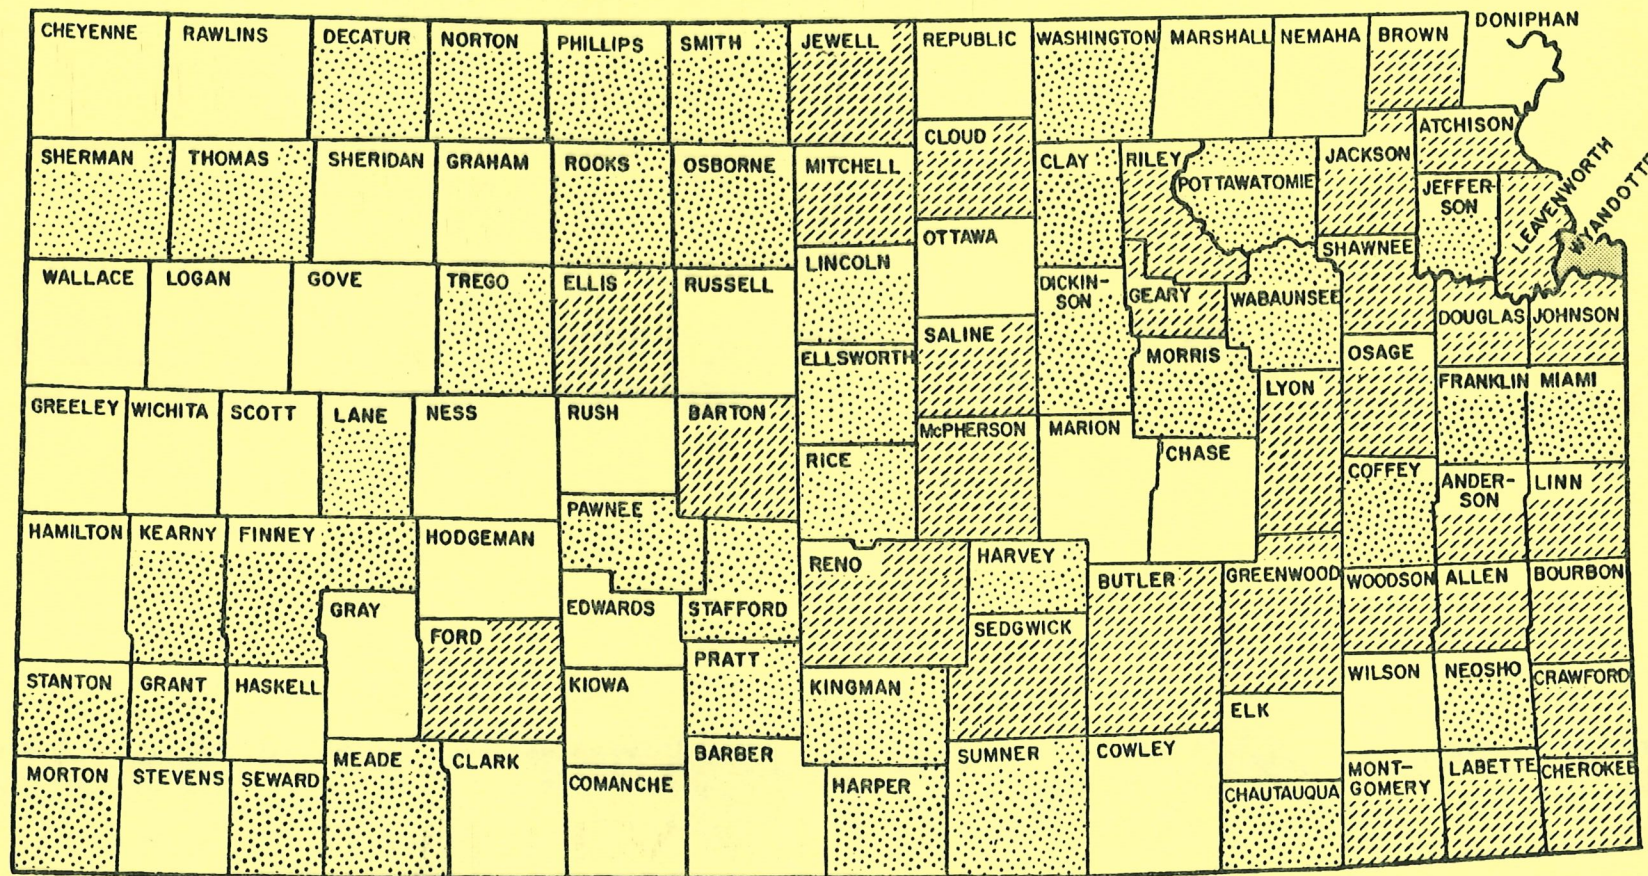 CHEYENNE
RAWLINS
DECATUR
NORTON
PHILLIPS
SMITH
JEWELL
REPUBLIC
WASHINGTON
MARSHALL
NEMAHA
BROWN
DONIPHAN
SHERMAN
THOMAS
SHERIDAN
GRAHAM
ROOKS
OSBORNE
MITCHELL
CLOUD
CLAY
RILEY
POTTAWATOMIE
JACKSON
ATCHISON
JEFFER-
SON
LEAVENWORTH
WYANDOTTE
WALLACE
LOGAN
GOVE
TREGO
ELLIS
RUSSELL
LINCOLN
OTTAWA
DICKIN-
SON
GEARY
WABAUNSEE
SHAWNEE
DOUGLAS
JOHNSON
ELLSWORTH
SALINE
MORRIS
OSAGE
GREELEY
WICHITA
SCOTT
LANE
NESS
RUSH
BARTON
RICE
McPHERSON
MARION
CHASE
LYON
FRANKLIN
MIAMI
COFFEY
ANDER-
SON
LINN
HAMILTON
KEARNY
FINNEY
HODGEMAN
PAWNEE
STAFFORD
RENO
HARVEY
BUTLER
GREENWOOD
WOODSON
ALLEN
BOURBON
GRAY
FORD
EDWARDS
PRATT
SEDGWICK
STANTON
GRANT
HASKELL
KIOWA
KINGMAN
ELK
WILSON
NEOSHO
CRAWFORD
MORTON
STEVENS
SEWARD
MEADE
CLARK
COMANCHE
BARBER
HARPER
SUMNER
COWLEY
CHAUTAUQUA
MONT-
GOMERY
LABETTE
CHEROKEE